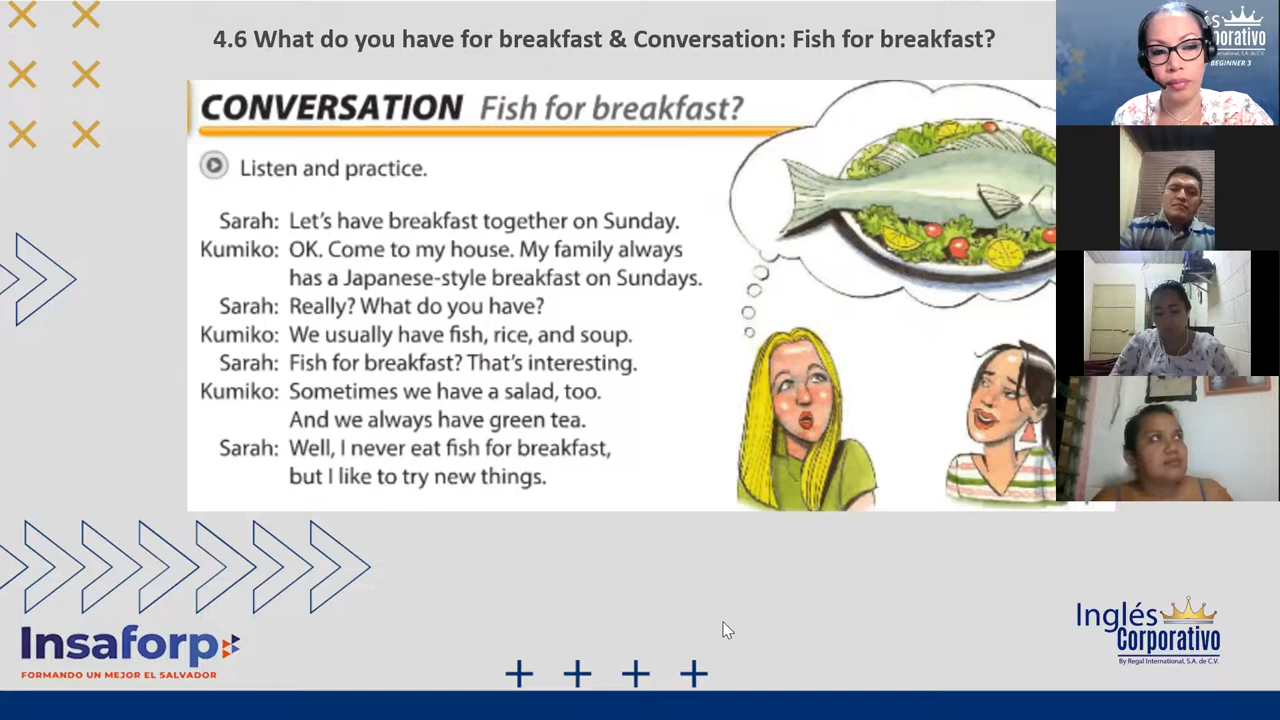 4.6 What do you have for breakfast & Conversation: Fish for breakfast?
CONVERSATION Fish for breakfast?
Listen and practice.
Sarah: Let's have breakfast together on Sunday.
Kumiko: OK. Come to my house. My family always
has a Japanese-style breakfast on Sundays.
Sarah: Really? What do you have?
Kumiko: We usually have fish, rice, and soup.
Sarah: Fish for breakfast? That's interesting.
Kumiko: Sometimes we have a salad, too.
And we always have green tea.
Sarah: Well, I never eat fish for breakfast,
but I like to try new things.
BEGINNER 3
Insaforp
FORMANDO UN MEJOR EL SALVADOR
Inglés
Corporativo
By Regal International, S.A. de C.V.